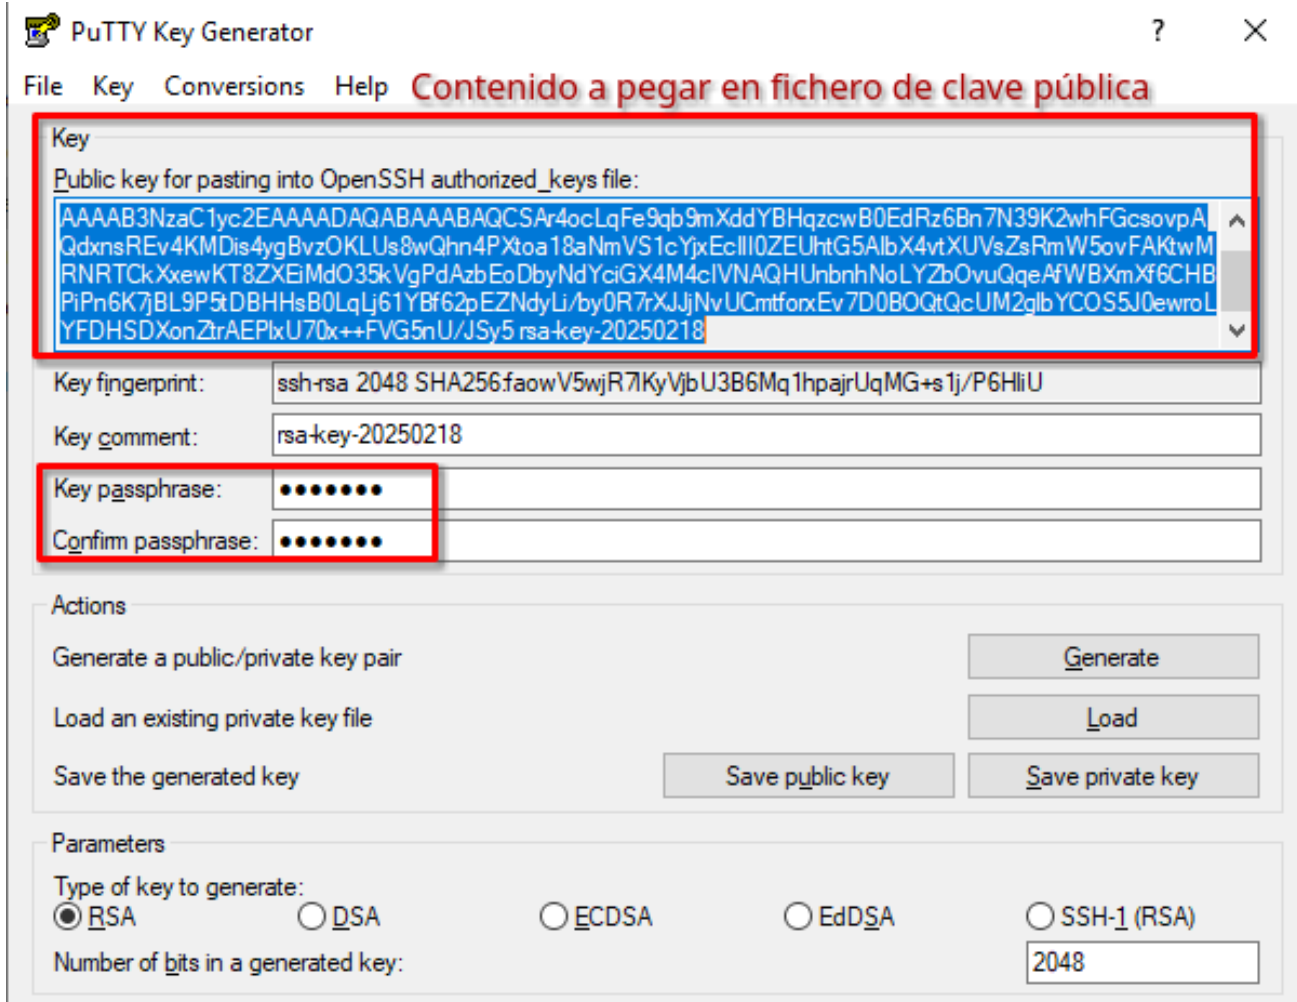 PuTTY Key Generator
?
File Key Conversions Help Contenido a pegar en fichero de clave pública
Key
Public key for pasting into OpenSSH authorized_keys file:
AAAAB3NzaC1yc2EAAAADAQABAAABAQCSAr4ocLqFe9qb9mXddYBHqzcwB0EdRz6Bn7N39K2whFGcsovpA
QdxnsREv4KMDis4ygBvzOKLUs8wQhn4PXtoa18aNmVS1cYjxEclII0ZEUhtG5AlbX4vtXUVsZsRmW5ovFAKtwM
RNRTCkXxewKT8ZXEiMdO35kVgPdAzbEoDbyNdYciGX4M4cIVNAQHUnbnhNoLYZbOvuQqeAfWBXmXf6CHB
PiPn6K7jBL9P5tDBHHsB0LqLj61YBf62pEZNdyLi/by0R7rXJJjNvUCmtforxEv7D0BOQtQcUM2glbYCOS5J0ewroL
YFDHSDXonZtrAEPlxU70x++FVG5nU/JSy5 rsa-key-20250218
Key fingerprint: ssh-rsa 2048 SHA256:faowV5wjR7lKyVjbU3B6Mq1hpajrUqMG+s1j/P6HliU
Key comment: rsa-key-20250218
Key passphrase: ●●●●●●●
Confirm passphrase: ●●●●●●●
Actions
Generate a public/private key pair Generate
Load an existing private key file Load
Save the generated key Save public key Save private key
Parameters
Type of key to generate:
RSA DSA ECDSA EdDSA SSH-1 (RSA)
Number of bits in a generated key: 2048